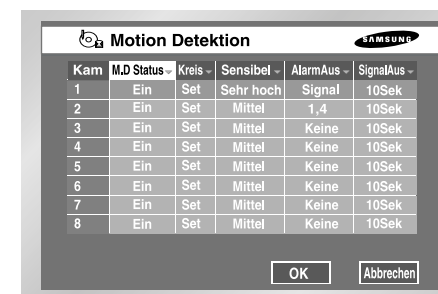 Motion Detektion SAMSUNG
Kam M.D Status Kreis Sensibel AlarmAus SignalAus
1 Ein Set Sehr hoch Signal 10Sek
2 Ein Set Mittel 1,4 10Sek
3 Ein Set Mittel Keine 10Sek
4 Ein Set Mittel Keine 10Sek
5 Ein Set Mittel Keine 10Sek
6 Ein Set Mittel Keine 10Sek
7 Ein Set Mittel Keine 10Sek
8 Ein Set Mittel Keine 10Sek
OK Abbrechen